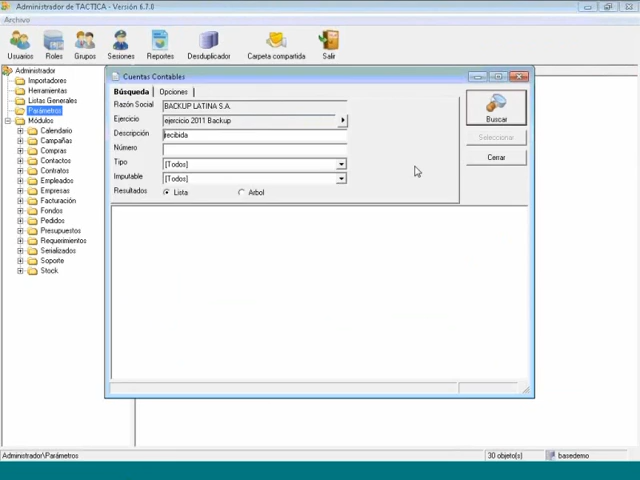 Administrador de TACTICA - Versión 6.7.0
Archivo
Usuarios
Roles
Grupos
Sesiones
Reportes
Desduplicador
Carpeta compartida
Salir
Administrador
Importadores
Herramientas
Listas Generales
Parámetros
Módulos
Calendario
Campañas
Compras
Contactos
Contratos
Empleados
Empresas
Facturación
Fondos
Pedidos
Presupuestos
Requerimientos
Serializados
Soporte
Stock
Cuentas Contables
Búsqueda
Opciones
Razón Social
BACKUP LATINA S.A.
Ejercicio
ejercicio 2011 Backup
Descripción
recibida
Número
Tipo
[Todos]
Imputable
[Todos]
Resultados
Lista
Arbol
Buscar
Seleccionar
Cerrar
Administrador\Parámetros
30 objeto(s)
basedemo